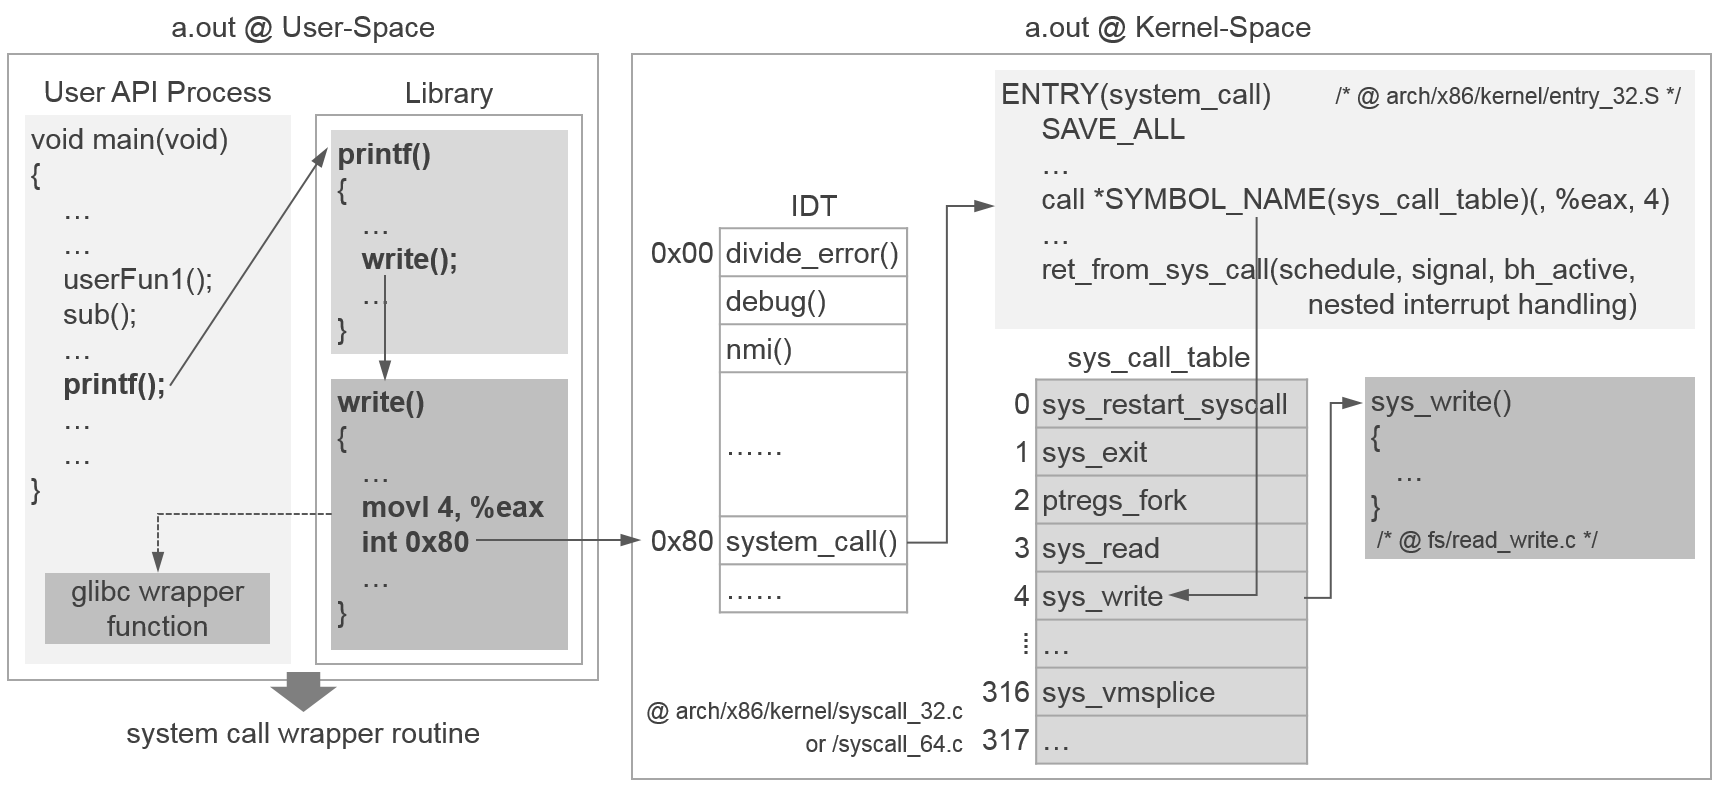 a.out @ User-Space
User API Process
void main(void)
{
…
…
userFun1();
sub();
…
printf();
…
…
}
glibc wrapper
function
Library
printf()
{
…
write();
…
}
write()
{
…
movl 4, %eax
int 0x80
…
}
system call wrapper routine
a.out @ Kernel-Space
IDT
0x00 divide_error()
debug()
nmi()
……
0x80 system_call()
……
ENTRY(system_call) /* @ arch/x86/kernel/entry_32.S */
SAVE_ALL
…
call *SYMBOL_NAME(sys_call_table)(, %eax, 4)
…
ret_from_sys_call(schedule, signal, bh_active,
nested interrupt handling)
sys_call_table
0 sys_restart_syscall
1 sys_exit
2 ptregs_fork
3 sys_read
4 sys_write
⁞ …
316 sys_vmsplice
317 …
@ arch/x86/kernel/syscall_32.c
or /syscall_64.c
sys_write()
{
…
}
/* @ fs/read_write.c */